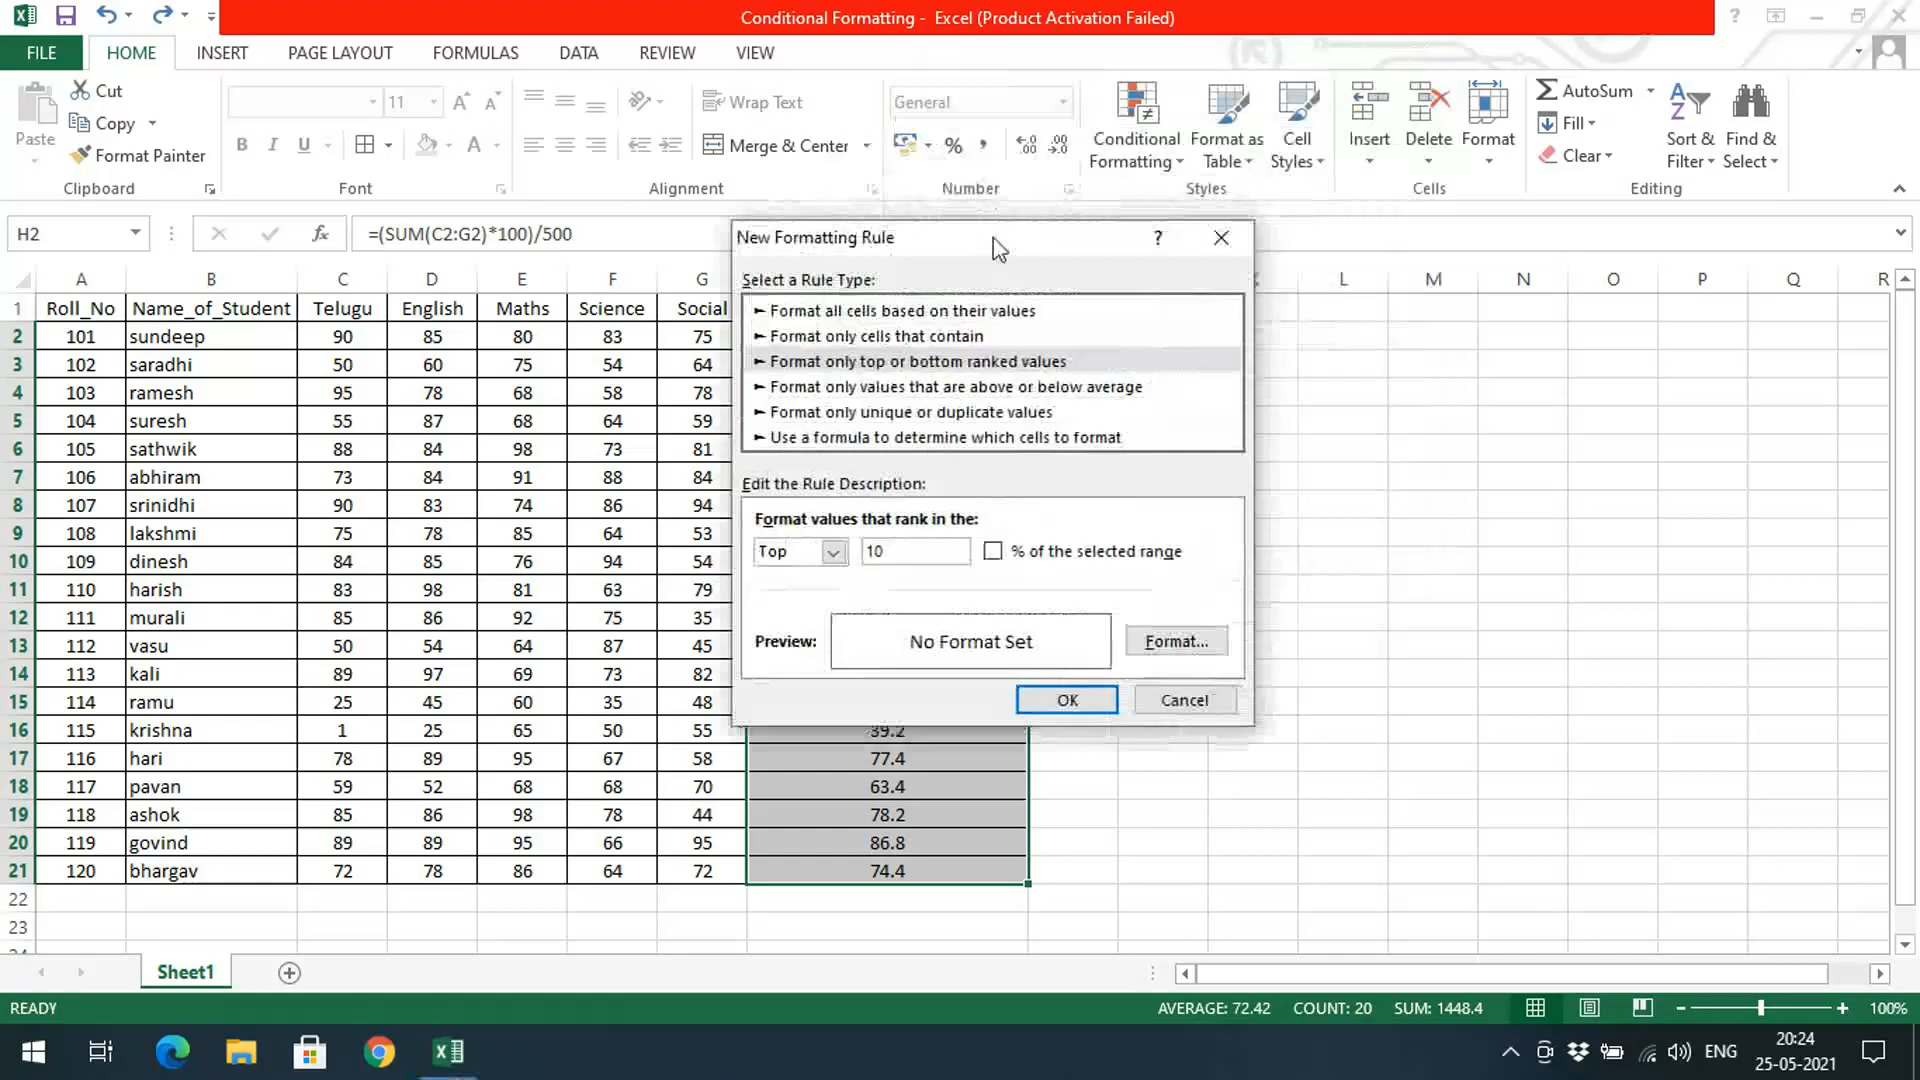 Conditional Formatting - Excel (Product Activation Failed)
FILE HOME INSERT PAGE LAYOUT FORMULAS DATA REVIEW VIEW
Paste
Cut
Copy
Format Painter
Clipboard
11
B I U
Font
Wrap Text
Merge & Center
Alignment
General
Number
Conditional Formatting
Format as Table
Cell Styles
Styles
Insert
Delete
Format
Cells
AutoSum
Fill
Clear
Sort & Filter
Find & Select
Editing
H2
fx
=(SUM(C2:G2)*100)/500
A B C D E F G L M N O P Q R
1 Roll_No Name_of_Student Telugu English Maths Science Social
2 101 sundeep 90 85 80 83 75
3 102 saradhi 50 60 75 54 64
4 103 ramesh 95 78 68 58 78
5 104 suresh 55 87 68 64 59
6 105 sathwik 88 84 98 73 81
7 106 abhiram 73 84 91 88 84
8 107 srinidhi 90 83 74 86 94
9 108 lakshmi 75 78 85 64 53
10 109 dinesh 84 85 76 94 54
11 110 harish 83 98 81 63 79
12 111 murali 85 86 92 75 35
13 112 vasu 50 54 64 87 45
14 113 kali 89 97 69 73 82
15 114 ramu 25 45 60 35 48
16 115 krishna 1 25 65 50 55 39.2
17 116 hari 78 89 95 67 58 77.4
18 117 pavan 59 52 68 68 70 63.4
19 118 ashok 85 86 98 78 44 78.2
20 119 govind 89 89 95 66 95 86.8
21 120 bhargav 72 78 86 64 72 74.4
22
23
New Formatting Rule
Select a Rule Type:
► Format all cells based on their values
► Format only cells that contain
► Format only top or bottom ranked values
► Format only values that are above or below average
► Format only unique or duplicate values
► Use a formula to determine which cells to format
Edit the Rule Description:
Format values that rank in the:
Top 10 % of the selected range
Preview: No Format Set Format...
OK Cancel
Sheet1
READY AVERAGE: 72.42 COUNT: 20 SUM: 1448.4 100%
ENG
20:24
25-05-2021